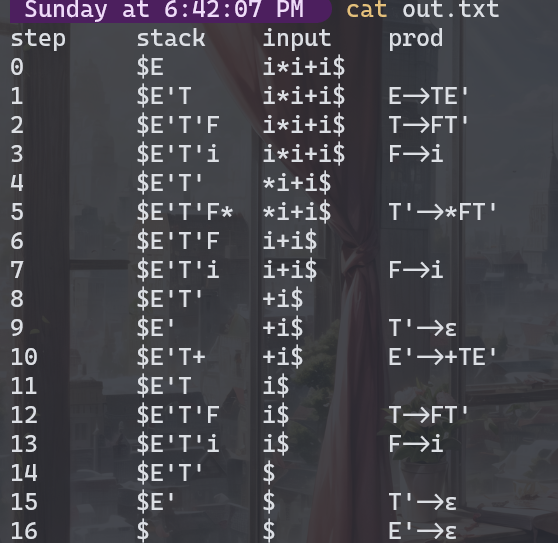 Sunday at 6:42:07 PM cat out.txt
step stack input prod
0 $E i*i+i$
1 $E'T i*i+i$ E→TE'
2 $E'T'F i*i+i$ T→FT'
3 $E'T'i i*i+i$ F→i
4 $E'T' *i+i$
5 $E'T'F* *i+i$ T'→*FT'
6 $E'T'F i+i$
7 $E'T'i i+i$ F→i
8 $E'T' +i$
9 $E' +i$ T'→ε
10 $E'T+ +i$ E'→+TE'
11 $E'T i$
12 $E'T'F i$ T→FT'
13 $E'T'i i$ F→i
14 $E'T' $
15 $E' $ T'→ε
16 $ $ E'→ε